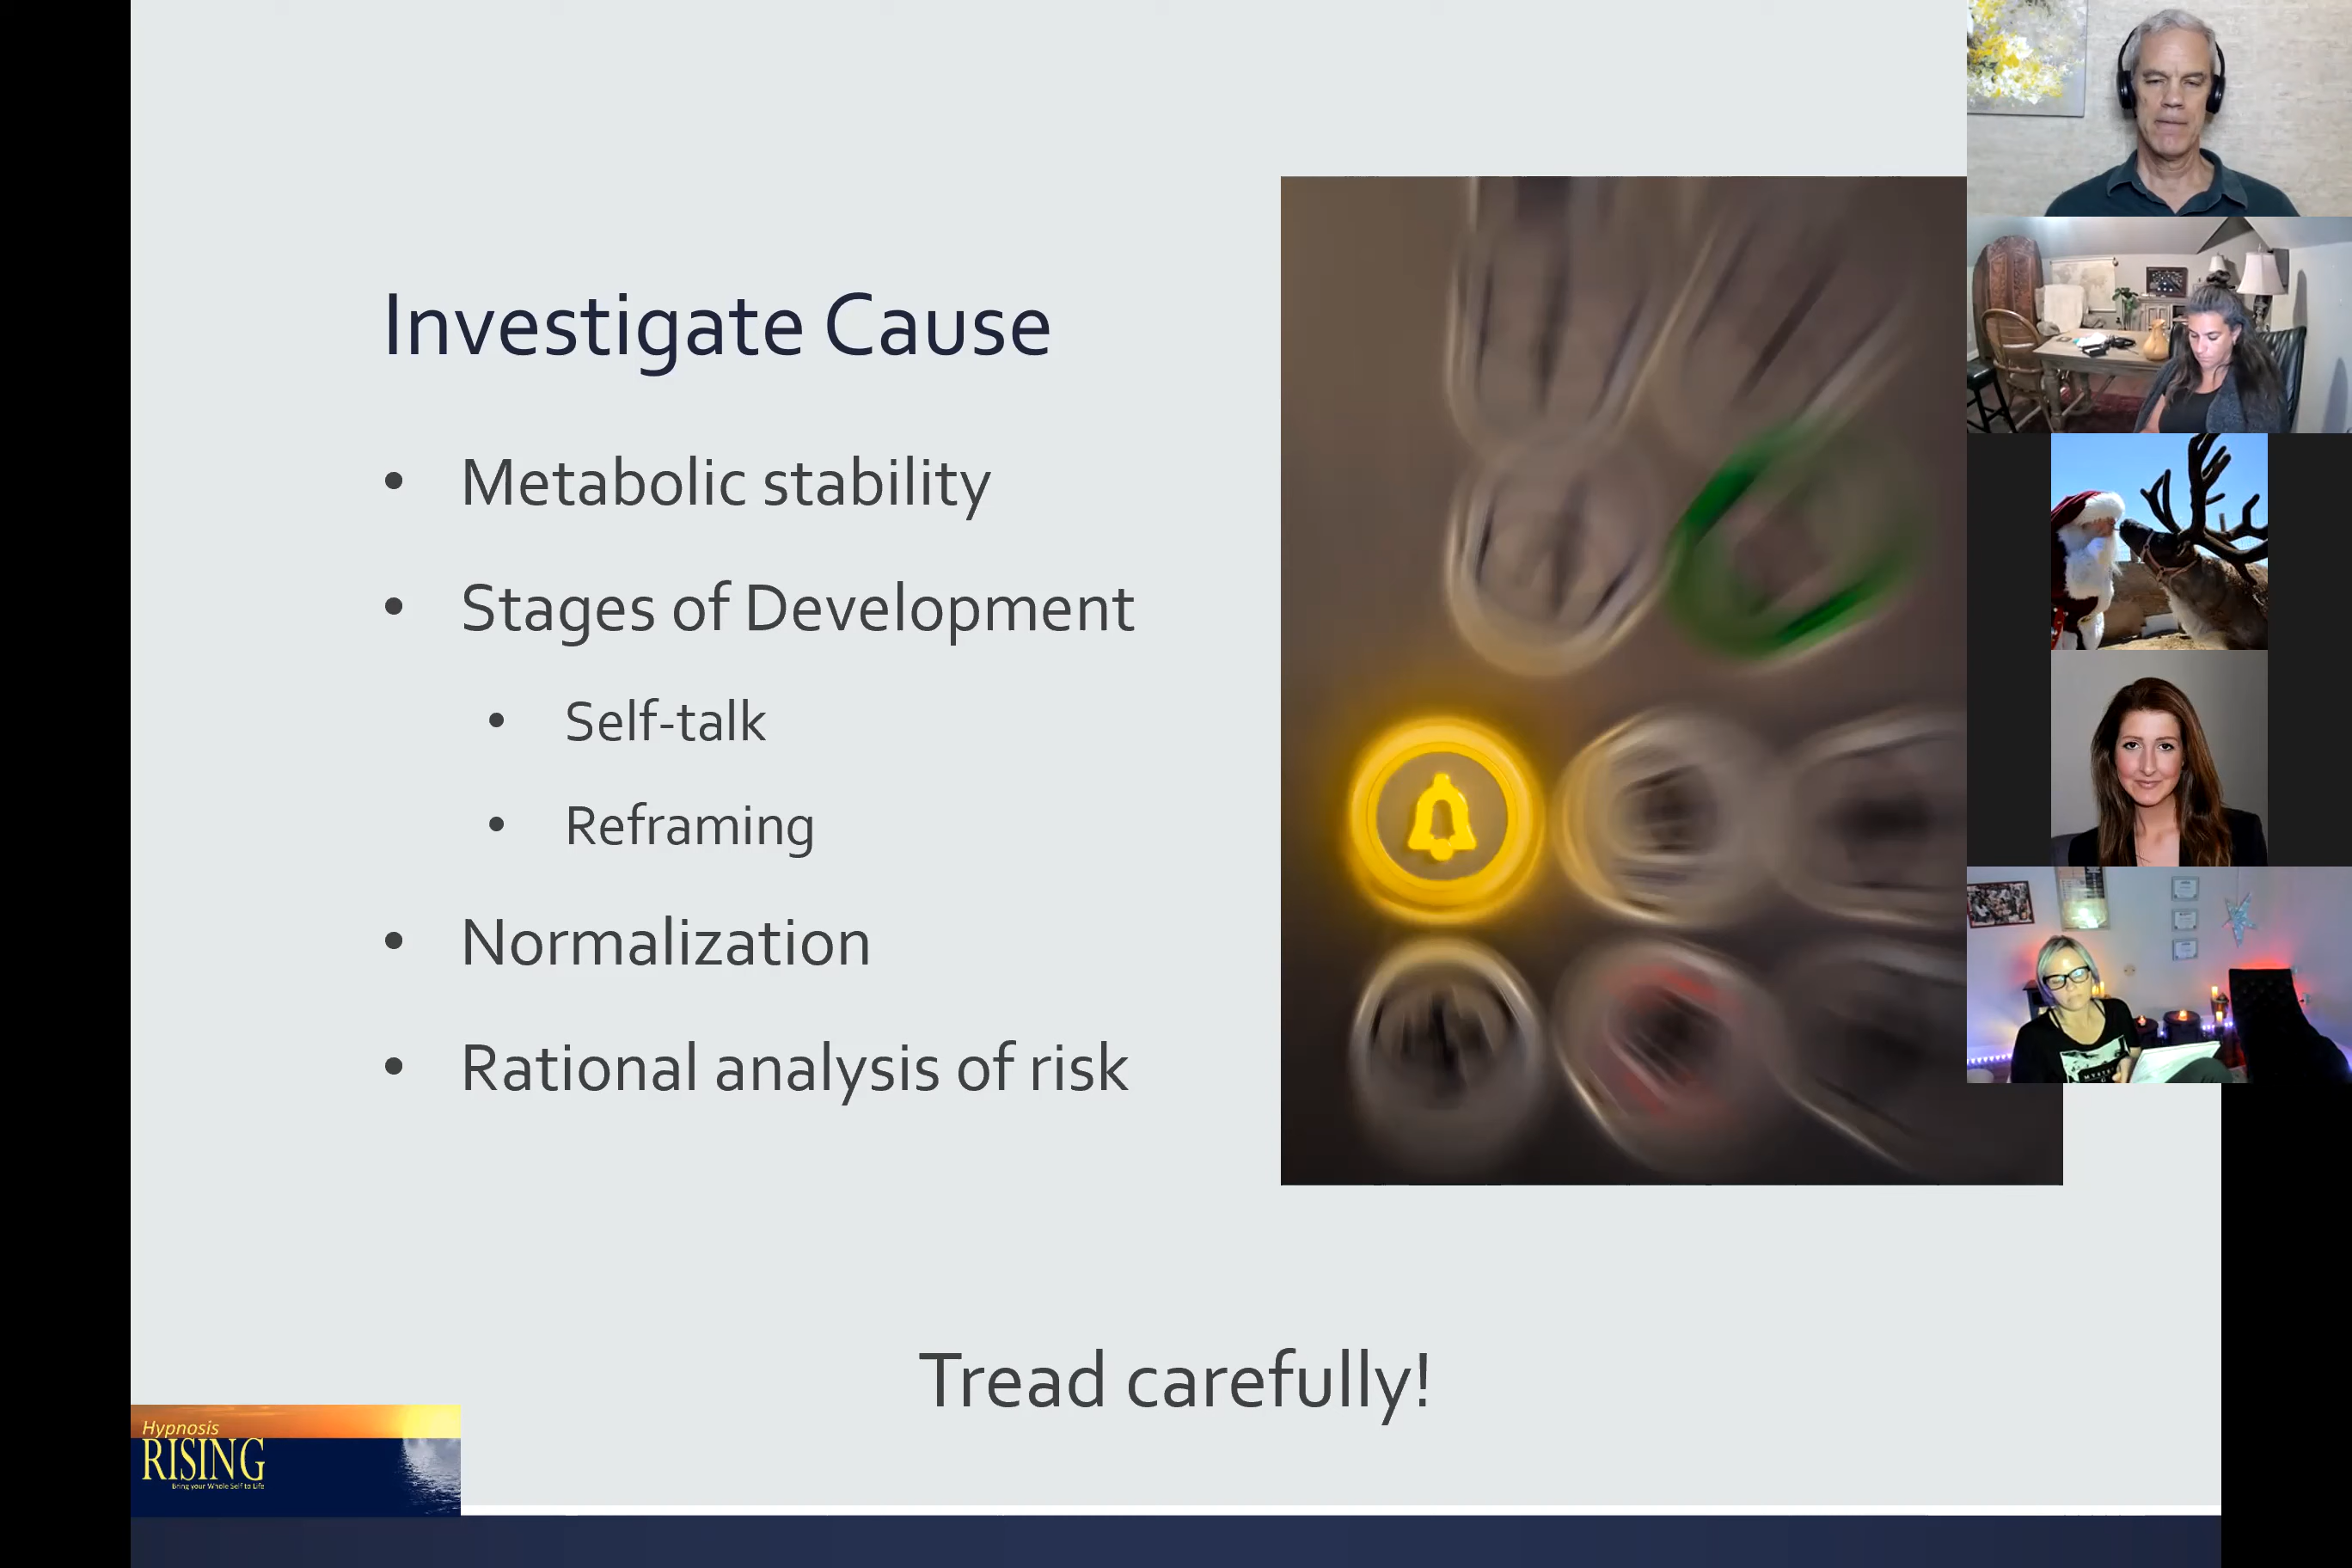 Investigate Cause
• Metabolic stability
• Stages of Development
• Self-talk
• Reframing
• Normalization
• Rational analysis of risk
Tread carefully!
Hypnosis
RISING
Bring your Whole Self to Life